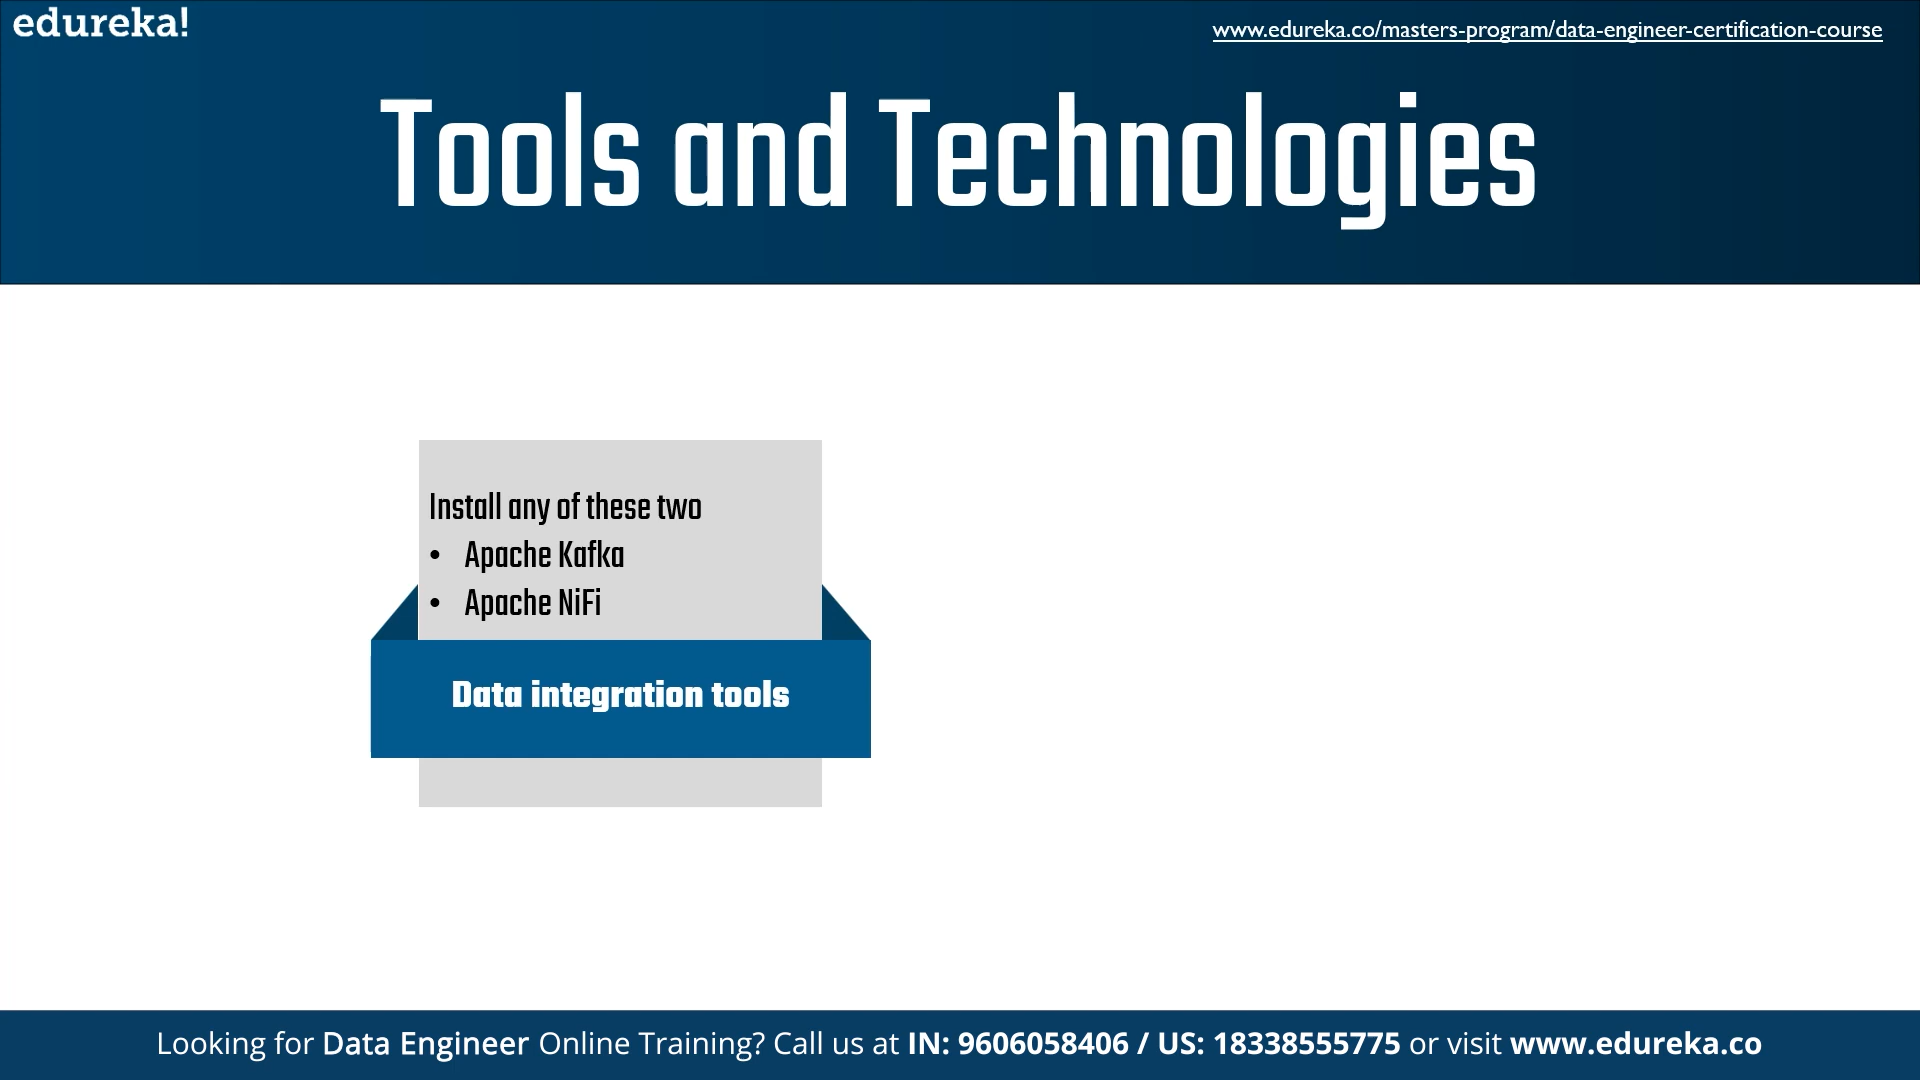 edureka!
www.edureka.co/masters-program/data-engineer-certification-course
Tools and Technologies
Install any of these two
• Apache Kafka
• Apache NiFi
Data integration tools
Looking for Data Engineer Online Training? Call us at IN: 9606058406 / US: 18338555775 or visit www.edureka.co